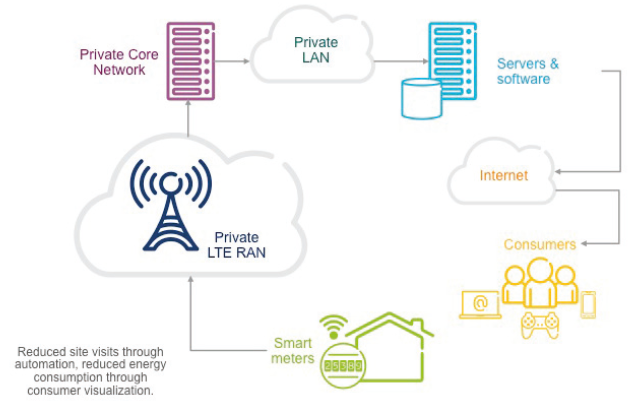 Private Core
Network
Private
LAN
Servers &
software
Internet
Private
LTE RAN
Consumers
@
Smart
meters
25389
Reduced site visits through
automation, reduced energy
consumption through
consumer visualization.